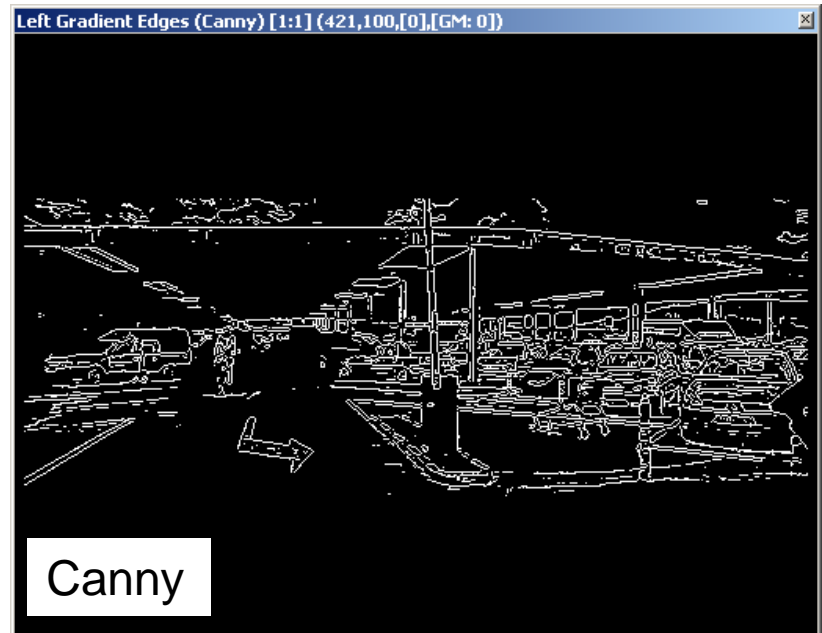 Left Gradient Edges (Canny) [1:1] (421,100,[0],[GM: 0])
Canny